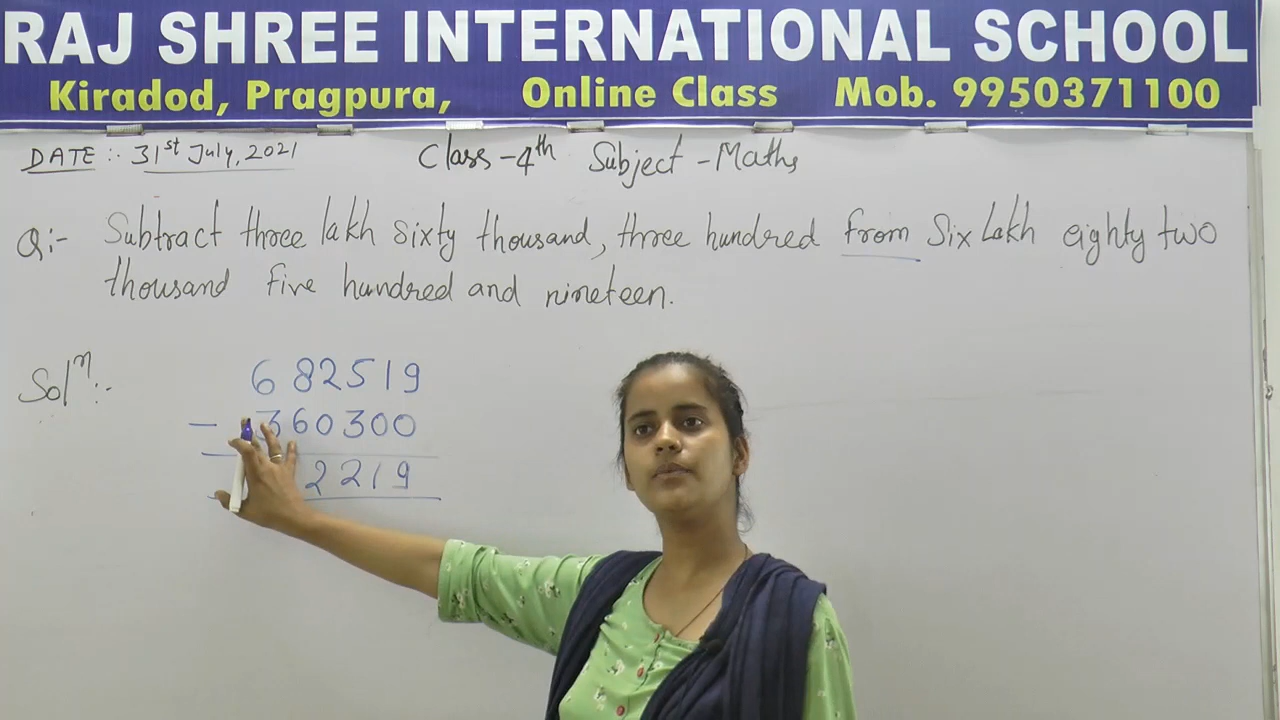 RAJ SHREE INTERNATIONAL SCHOOL
Kiradod, Pragpura, Online Class Mob. 9950371100
DATE :- 31st July, 2021 Class-4th Subject-Maths
Q:- Subtract three lakh sixty thousand, three hundred from Six Lakh eighty two
thousand five hundred and nineteen.
Soln:- 682519
- 360300
2219